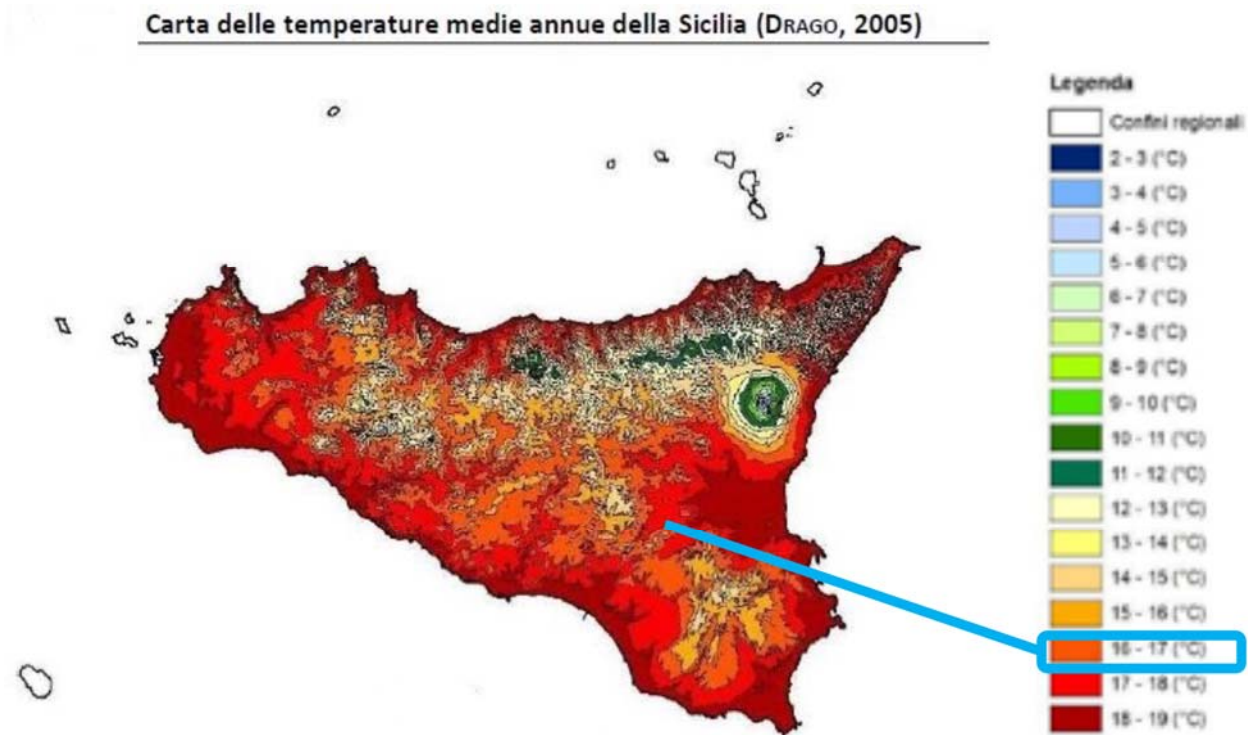 Carta delle temperature medie annue della Sicilia (DRAGO, 2005)
Legenda
Confini regionali
2 - 3 (°C)
3 - 4 (°C)
4 - 5 (°C)
5 - 6 (°C)
6 - 7 (°C)
7 - 8 (°C)
8 - 9 (°C)
9 - 10 (°C)
10 - 11 (°C)
11 - 12 (°C)
12 - 13 (°C)
13 - 14 (°C)
14 - 15 (°C)
15 - 16 (°C)
16 - 17 (°C)
17 - 18 (°C)
18 - 19 (°C)